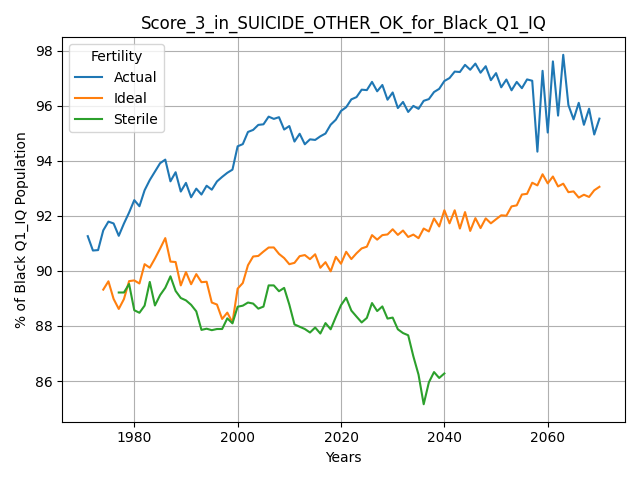 Score_3_in_SUICIDE_OTHER_OK_for_Black_Q1_IQ
% of Black Q1_IQ Population
98
96
94
92
90
88
86
Fertility
Actual
Ideal
Sterile
1980
2000
2020
2040
2060
Years